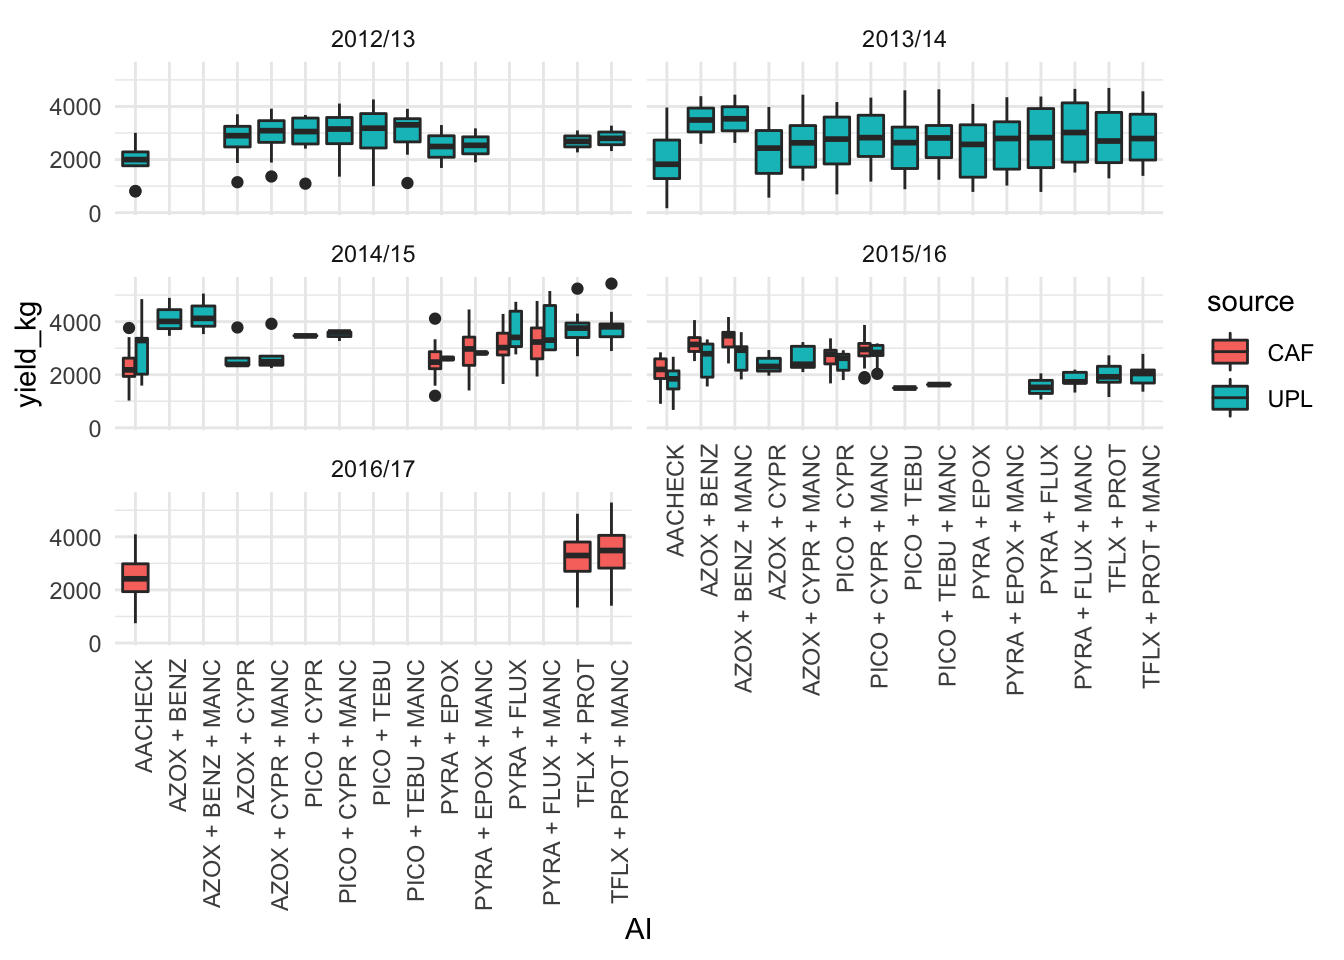 2012/13
2013/14
4000
2000
0
2014/15
2015/16
4000
2000
0
2016/17
4000
2000
0
yield_kg
source
CAF
UPL
AACHECK
AZOX + BENZ
AZOX + BENZ + MANC
AZOX + CYPR
AZOX + CYPR + MANC
PICO + CYPR
PICO + CYPR + MANC
PICO + TEBU
PICO + TEBU + MANC
PYRA + EPOX
PYRA + EPOX + MANC
PYRA + FLUX
PYRA + FLUX + MANC
TFLX + PROT
TFLX + PROT + MANC
AACHECK
AZOX + BENZ
AZOX + BENZ + MANC
AZOX + CYPR
AZOX + CYPR + MANC
PICO + CYPR
PICO + CYPR + MANC
PICO + TEBU
PICO + TEBU + MANC
PYRA + EPOX
PYRA + EPOX + MANC
PYRA + FLUX
PYRA + FLUX + MANC
TFLX + PROT
TFLX + PROT + MANC
AI